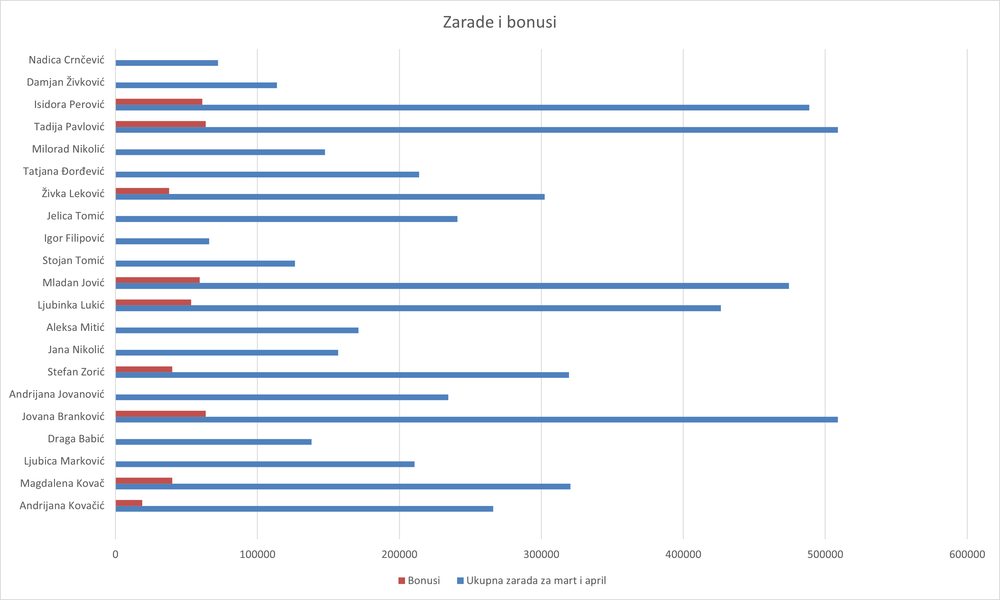 Zarade i bonusi
Nadica Crnčević
Damjan Živković
Isidora Perović
Tadija Pavlović
Milorad Nikolić
Tatjana Đorđević
Živka Leković
Jelica Tomić
Igor Filipović
Stojan Tomić
Mladan Jović
Ljubinka Lukić
Aleksa Mitić
Jana Nikolić
Stefan Zorić
Andrijana Jovanović
Jovana Branković
Draga Babić
Ljubica Marković
Magdalena Kovač
Andrijana Kovačić
0 100000 200000 300000 400000 500000 600000
Bonusi Ukupna zarada za mart i april